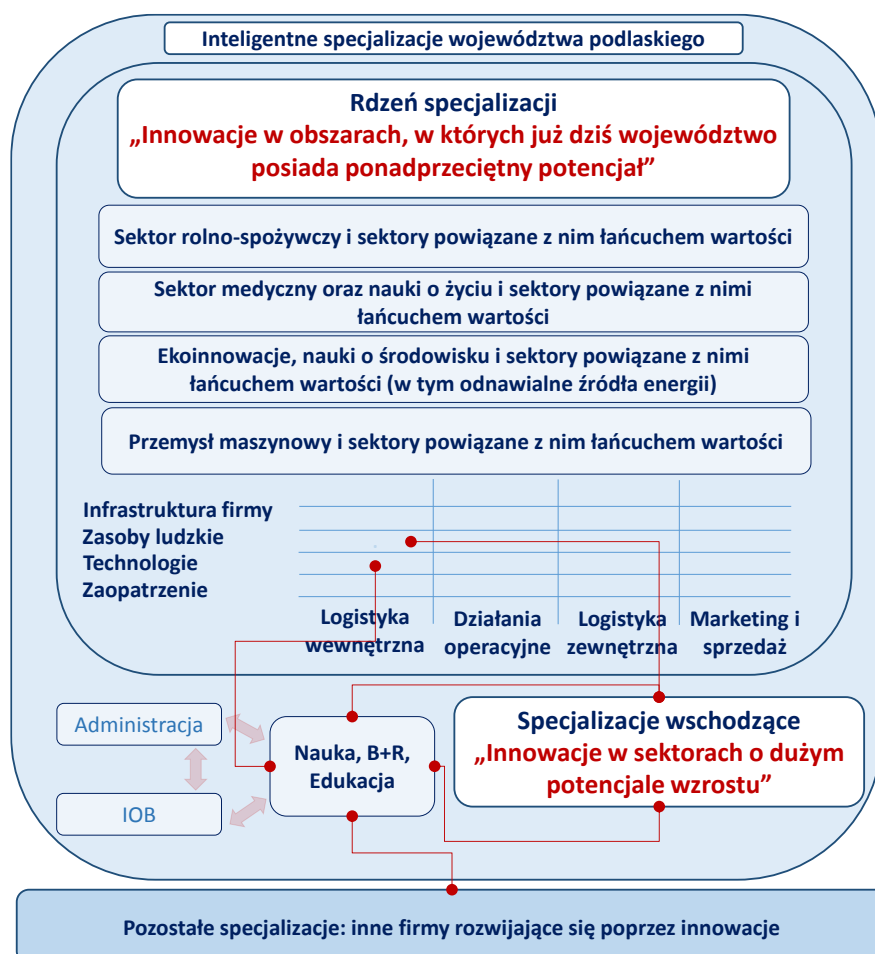 Inteligentne specjalizacje województwa podlaskiego
Rdzeń specjalizacji
„Innowacje w obszarach, w których już dziś województwo
posiada ponadprzeciętny potencjał”
Sektor rolno-spożywczy i sektory powiązane z nim łańcuchem wartości
Sektor medyczny oraz nauki o życiu i sektory powiązane z nimi
łańcuchem wartości
Ekoinnowacje, nauki o środowisku i sektory powiązane z nimi
łańcuchem wartości (w tym odnawialne źródła energii)
Przemysł maszynowy i sektory powiązane z nim łańcuchem wartości
Infrastruktura firmy
Zasoby ludzkie
Technologie
Zaopatrzenie
Logistyka
wewnętrzna
Działania
operacyjne
Logistyka
zewnętrzna
Marketing i
sprzedaż
Administracja
IOB
Nauka, B+R,
Edukacja
Specjalizacje wschodzące
„Innowacje w sektorach o dużym
potencjale wzrostu”
Pozostałe specjalizacje: inne firmy rozwijające się poprzez innowacje